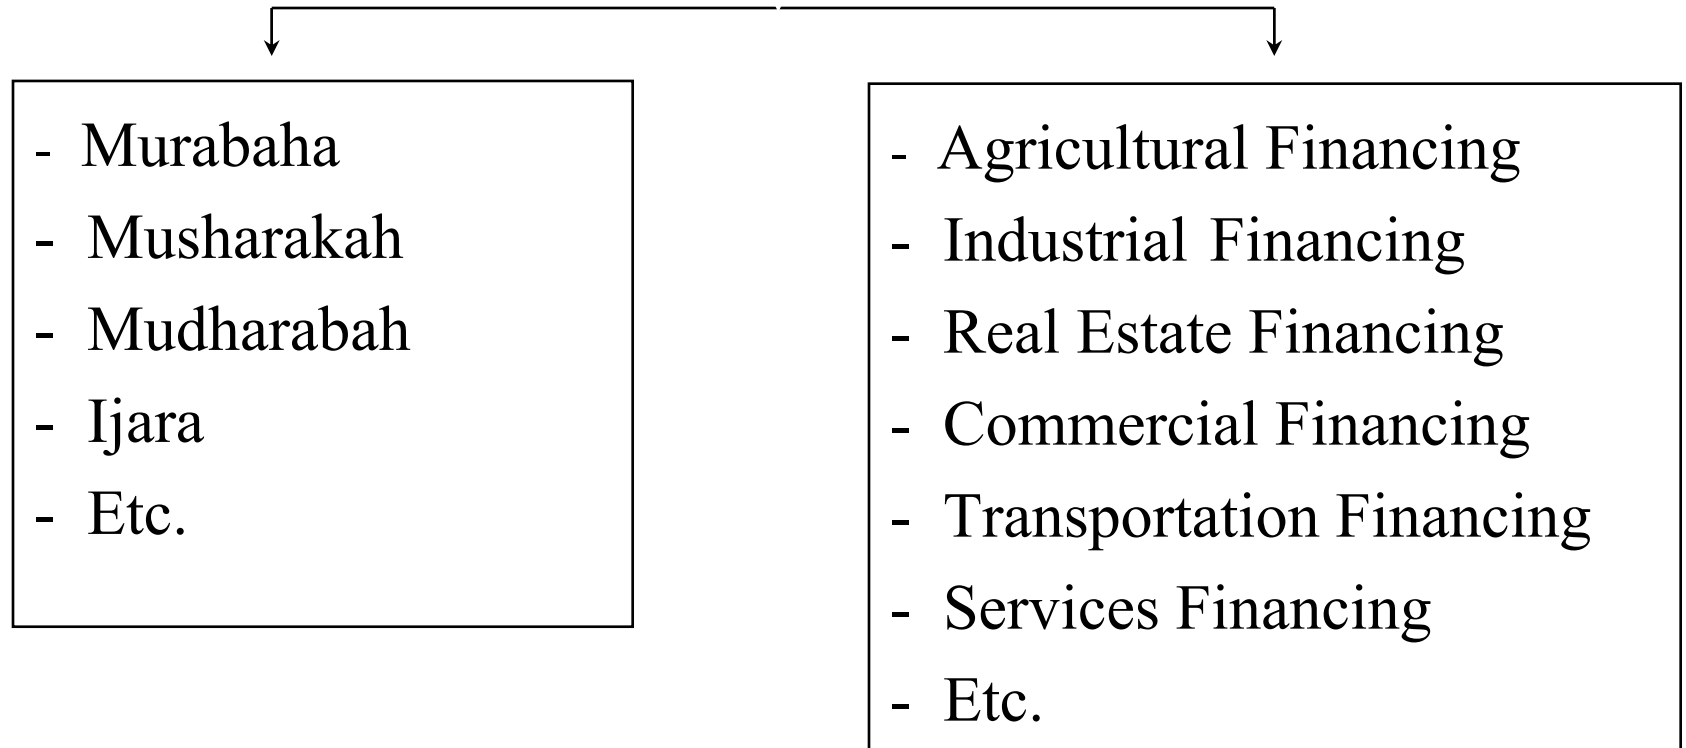 - Murabaha
- Musharakah
- Mudharabah
- Ijara
- Etc.
- Agricultural Financing
- Industrial Financing
- Real Estate Financing
- Commercial Financing
- Transportation Financing
- Services Financing
- Etc.